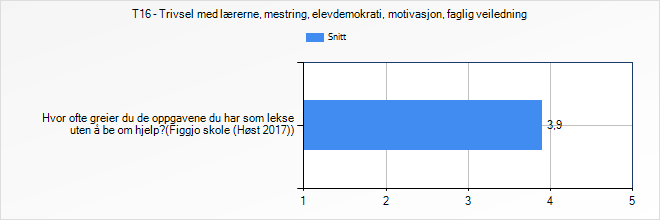 T16 - Trivsel med lærerne, mestring, elevdemokrati, motivasjon, faglig veiledning
Snitt
Hvor ofte greier du de oppgavene du har som lekse
uten å be om hjelp?(Figgjo skole (Høst 2017))
3,9
1 2 3 4 5